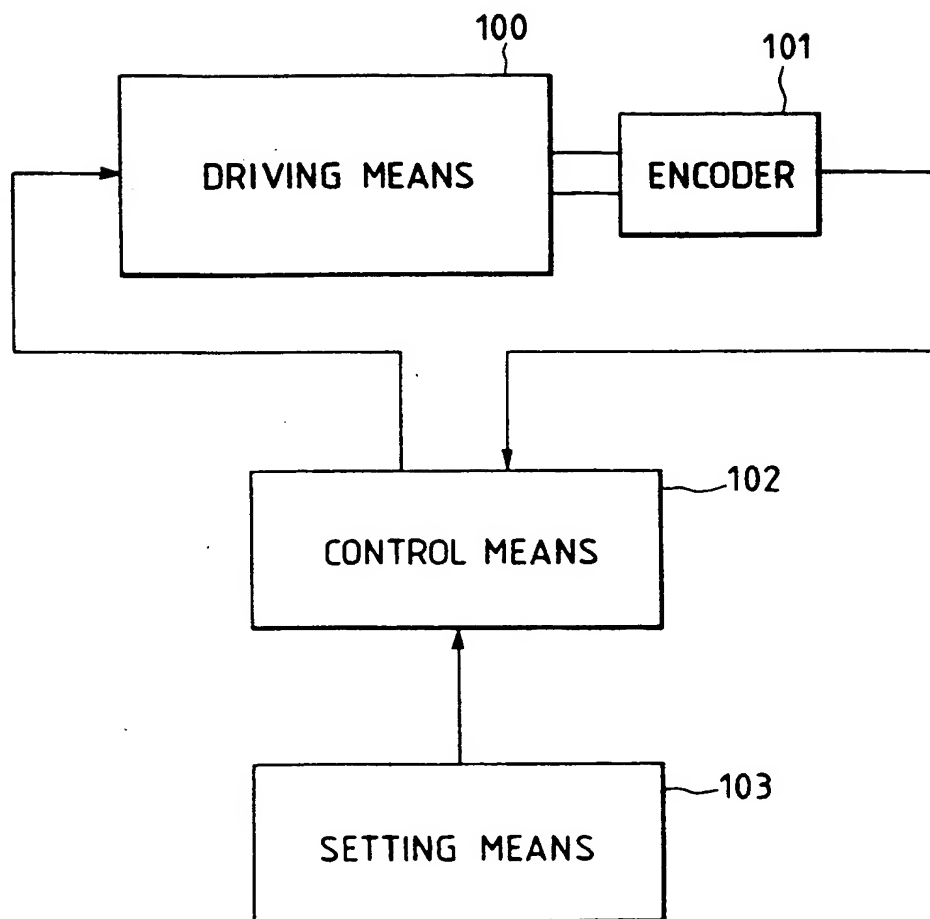 100
101
DRIVING MEANS
ENCODER
102
CONTROL MEANS
103
SETTING MEANS